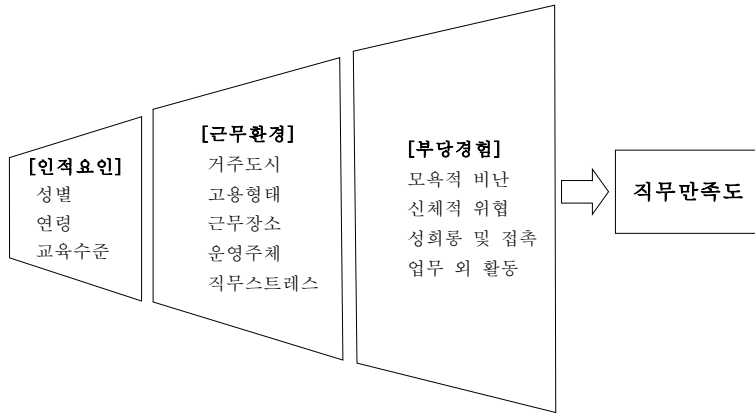 [인적요인]
성별
연령
교육수준
[근무환경]
거주도시
고용형태
근무장소
운영주체
직무스트레스
[부당경험]
모욕적 비난
신체적 위협
성희롱 및 접촉
업무 외 활동
직무만족도